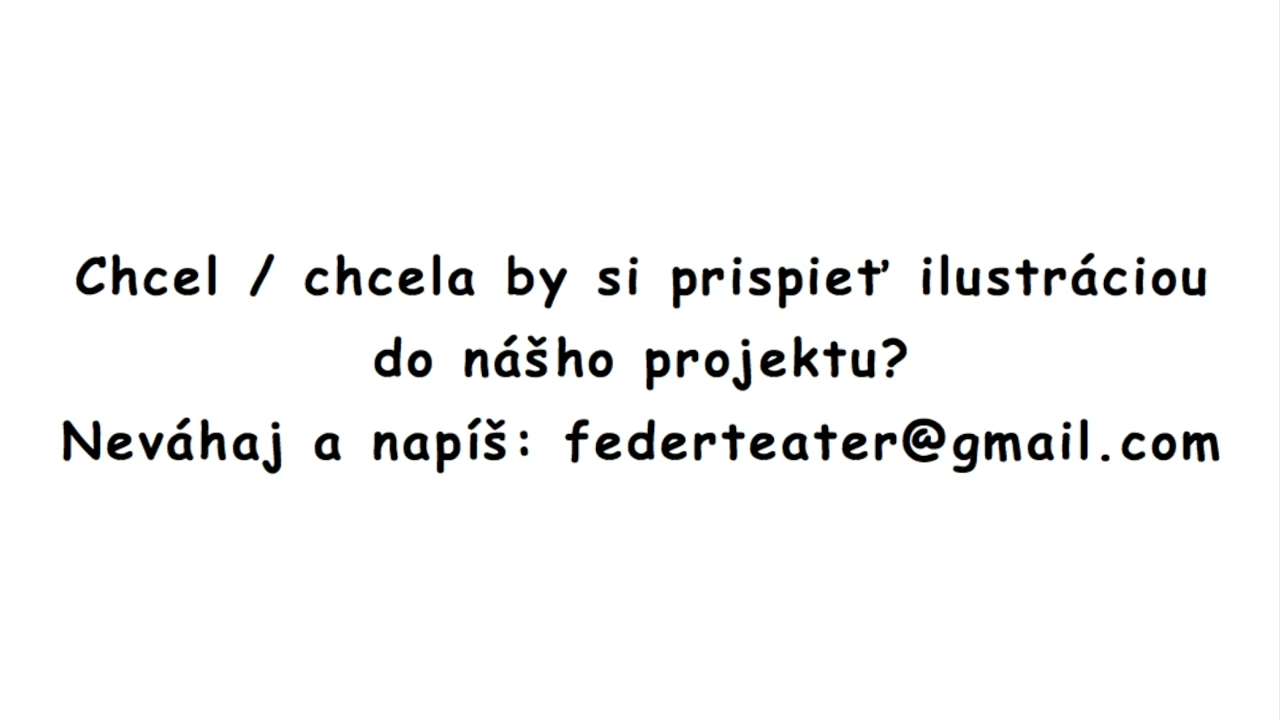 Chcel / chcela by si prispieť ilustráciou
do nášho projektu?
Neváhaj a napíš: federteater@gmail.com